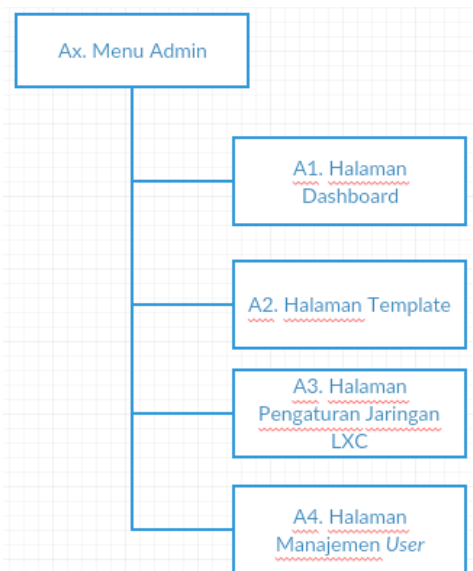 Ax. Menu Admin
A1. Halaman
Dashboard
A2. Halaman Template
A3. Halaman
Pengaturan Jaringan
LXC
A4. Halaman
Manajemen User